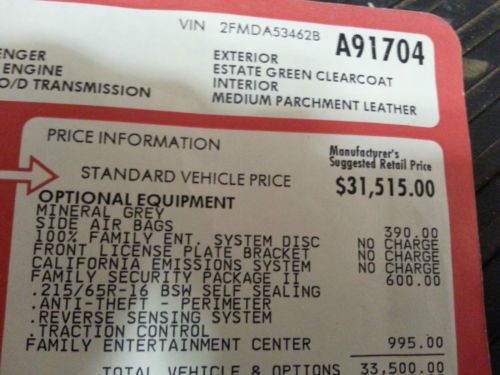 VIN 2FMDA53462B A91704
ENGER EXTERIOR
ENGINE ESTATE GREEN CLEARCOAT
O/D TRANSMISSION INTERIOR
MEDIUM PARCHMENT LEATHER
PRICE INFORMATION Manufacturer's
Suggested Retail Price
STANDARD VEHICLE PRICE $31,515.00
OPTIONAL EQUIPMENT
MINERAL GREY
SIDE AIR BAGS 390.00
100% FAMILY ENT. SYSTEM DISC NO CHARGE
FRONT LICENSE PLATE BRACKET NO CHARGE
CALIFORNIA EMISSIONS SYSTEM NO CHARGE
FAMILY SECURITY PACKAGE II 600.00
.215/65R-16 BSW SELF SEALING
.ANTI-THEFT - PERIMETER
.REVERSE SENSING SYSTEM
.TRACTION CONTROL
FAMILY ENTERTAINMENT CENTER 995.00
TOTAL VEHICLE & OPTIONS 33,500.00